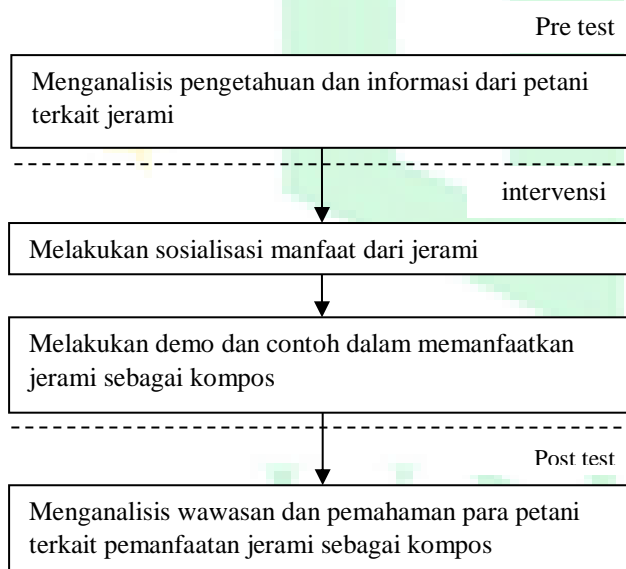 Pre test
Menganalisis pengetahuan dan informasi dari petani
terkait jerami
intervensi
Melakukan sosialisasi manfaat dari jerami
Melakukan demo dan contoh dalam memanfaatkan
jerami sebagai kompos
Post test
Menganalisis wawasan dan pemahaman para petani
terkait pemanfaatan jerami sebagai kompos